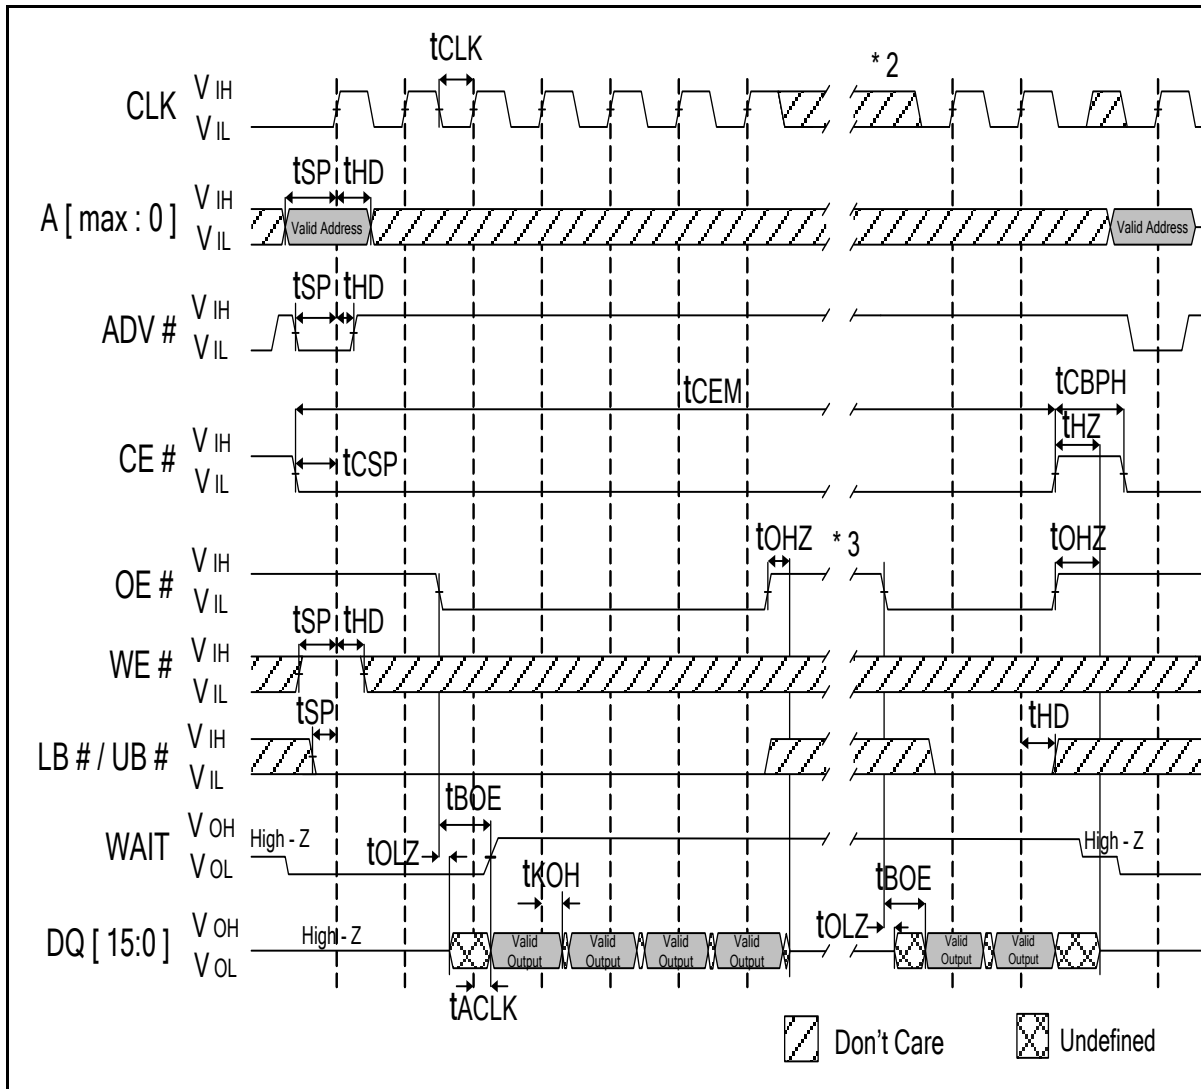 tCLK
* 2
CLK
V IH
V IL
tSP tHD
A [ max : 0 ]
V IH
V IL
Valid Address
Valid Address
tSP tHD
ADV #
V IH
V IL
tCEM
tCBPH
tHZ
CE #
V IH
V IL
tCSP
tOHZ
* 3
tOHZ
OE #
V IH
V IL
tSP tHD
WE #
V IH
V IL
tSP
tHD
LB # / UB #
V IH
V IL
tBOE
WAIT
V OH
V OL
High - Z
High - Z
tOLZ
tKOH
tBOE
tOLZ
DQ [ 15:0 ]
V OH
V OL
High - Z
Valid Output
Valid Output
Valid Output
Valid Output
Valid Output
Valid Output
tACLK
Don't Care
Undefined